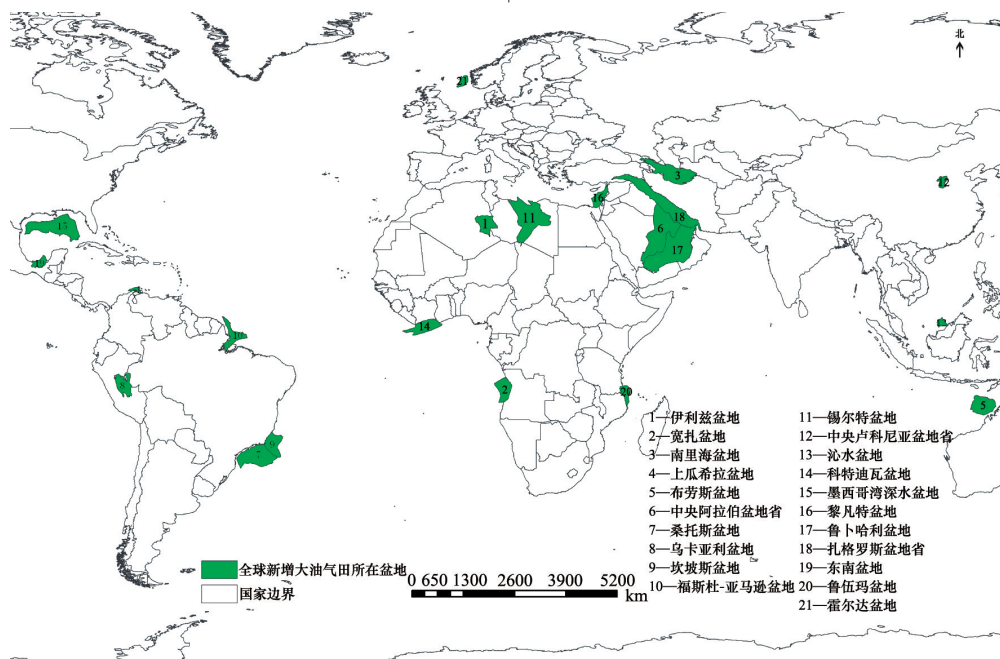 北
21
3
12
16
15
1
11
18
6
17
14
10
8
2
20
5
9
7
1—伊利兹盆地
2—宽扎盆地
3—南里海盆地
4—上瓜希拉盆地
5—布劳斯盆地
6—中央阿拉伯盆地省
7—桑托斯盆地
8—乌卡亚利盆地
9—坎坡斯盆地
10—福斯杜-亚马逊盆地
11—锡尔特盆地
12—中央卢科尼亚盆地省
13—沁水盆地
14—科特迪瓦盆地
15—墨西哥湾深水盆地
16—黎凡特盆地
17—鲁卜哈利盆地
18—扎格罗斯盆地省
19—东南盆地
20—鲁伍玛盆地
21—霍尔达盆地
全球新增大油气田所在盆地
国家边界
0 650 1300 2600 3900 5200
km